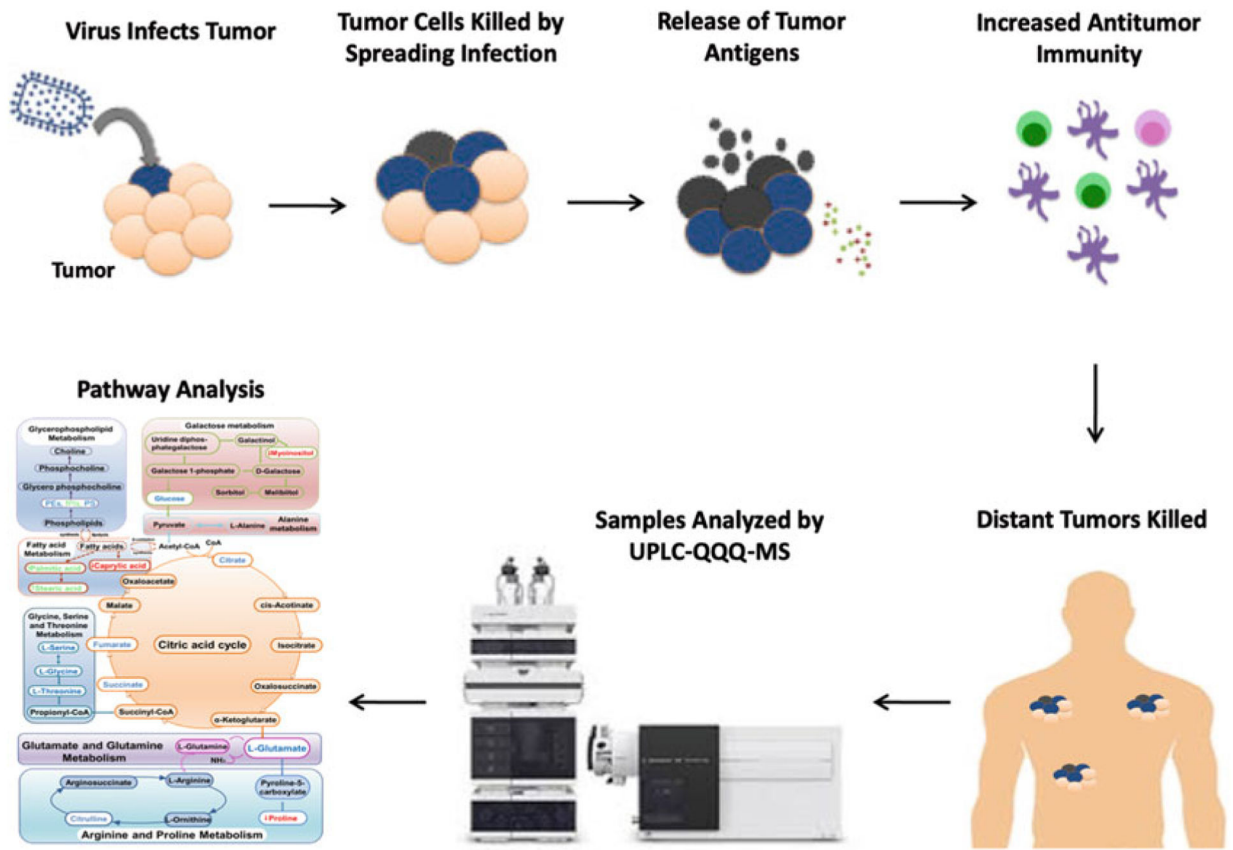 Virus Infects Tumor
Tumor Cells Killed by
Spreading Infection
Release of Tumor
Antigens
Increased Antitumor
Immunity
Tumor
Distant Tumors Killed
Samples Analyzed by
UPLC-QQQ-MS
Pathway Analysis
Glycerophospholipid
Metabolism
Choline
Phosphocholine
Glycero phosphocholine
Phospholipids
Galactose metabolism
Uridine diphos-
phategalactose
Galactinol
Myoinositol
Galactose 1-phosphate
D-Galactose
Sorbitol
Melibiitol
Glucose
Pyruvate
L-Alanine
Alanine
metabolism
Fatty acid
Metabolism
Fatty acids
Acetyl-CoA
CoA
Palmitic acid
Caprylic acid
Stearic acid
Citrate
Oxaloacetate
Malate
cis-Acotinate
Fumarate
Citric acid cycle
Isocitrate
Succinate
Oxalosuccinate
Succinyl-CoA
α-Ketoglutarate
Glycine, Serine
and Threonine
Metabolism
L-Serine
L-Glycine
L-Threonine
Propionyl-CoA
Glutamate and Glutamine
Metabolism
L-Glutamine
L-Glutamate
NH₃
Arginosuccinate
L-Arginine
Pyroline-5-
carboxylate
Citrulline
L-Ornithine
Proline
Arginine and Proline Metabolism